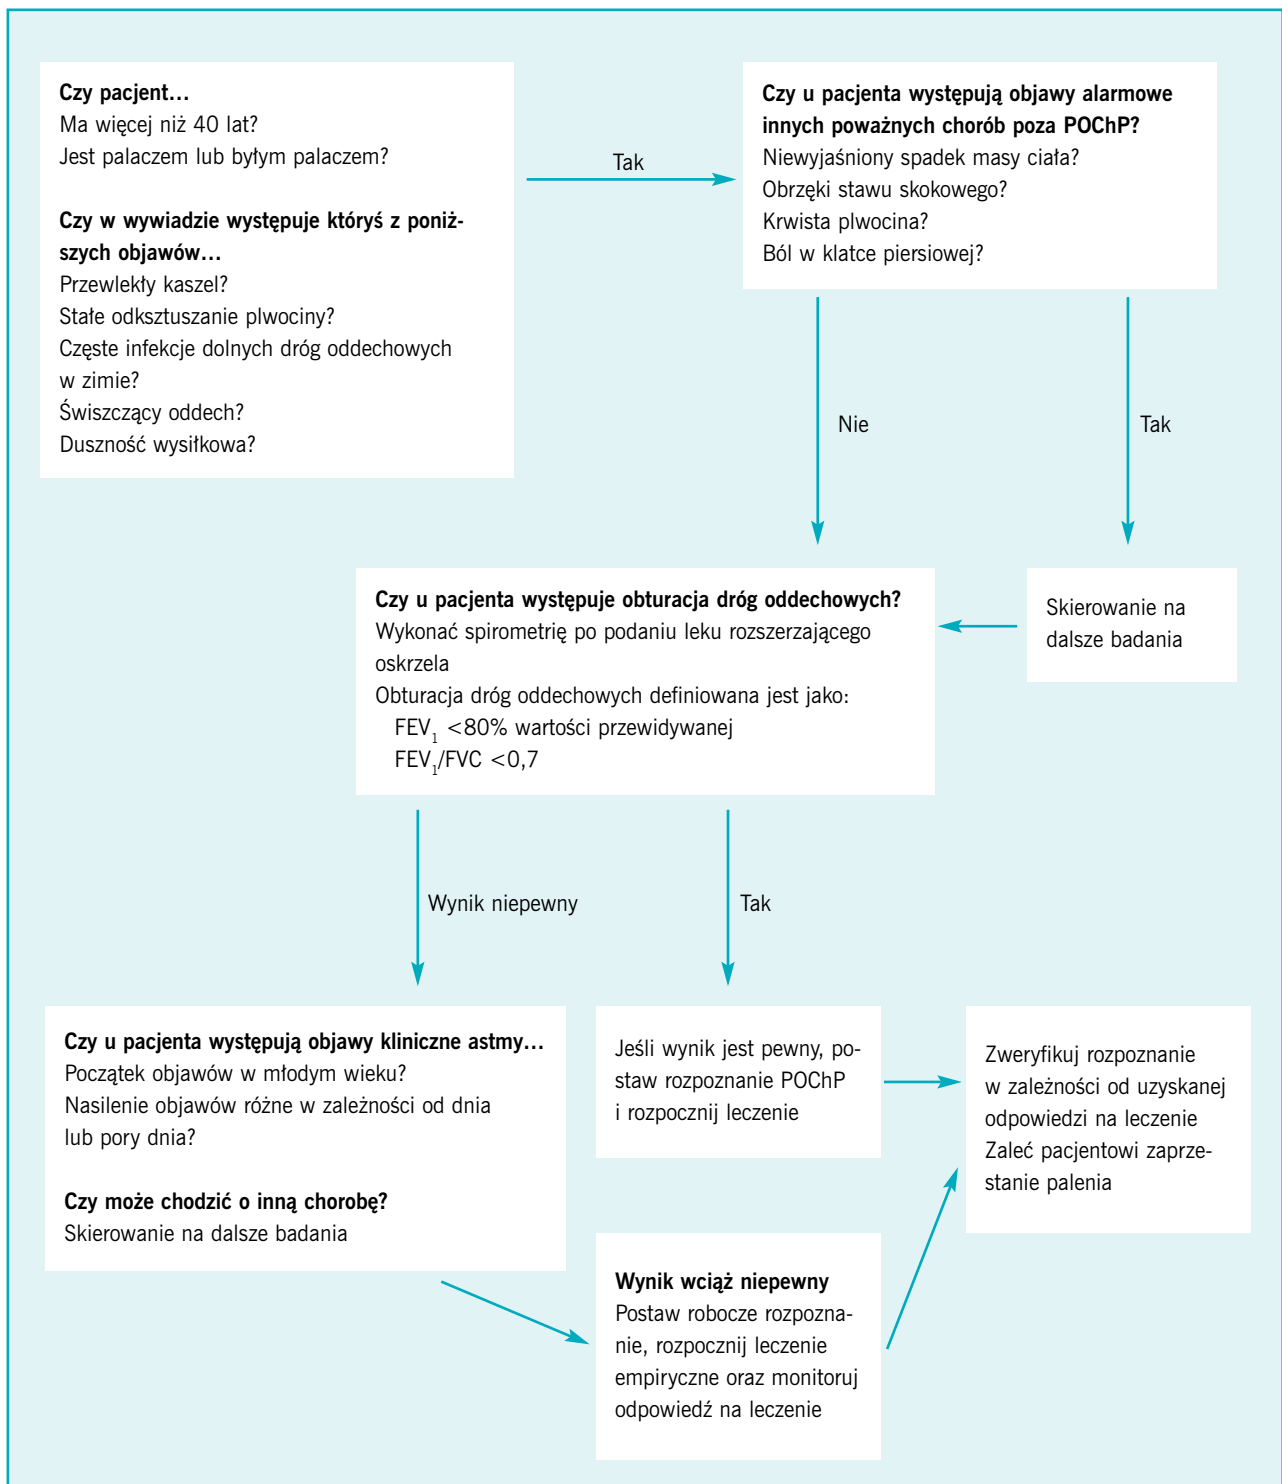 Czy pacjent...
Ma więcej niż 40 lat?
Jest palaczem lub byłym palaczem?
Czy w wywiadzie występuje któryś z poniż-
szych objawów...
Przewlekły kaszel?
Stałe odksztuszanie plwociny?
Częste infekcje dolnych dróg oddechowych
w zimie?
Świszczący oddech?
Duszność wysiłkowa?
Tak
Czy u pacjenta występują objawy alarmowe
innych poważnych chorób poza POChP?
Niewyjaśniony spadek masy ciała?
Obrzęki stawu skokowego?
Krwista plwocina?
Ból w klatce piersiowej?
Nie
Tak
Czy u pacjenta występuje obturacja dróg oddechowych?
Wykonać spirometrię po podaniu leku rozszerzającego
oskrzela
Obturacja dróg oddechowych definiowana jest jako:
FEV₁ <80% wartości przewidywanej
FEV₁/FVC <0,7
Skierowanie na
dalsze badania
Wynik niepewny
Tak
Czy u pacjenta występują objawy kliniczne astmy...
Początek objawów w młodym wieku?
Nasilenie objawów różne w zależności od dnia
lub pory dnia?
Czy może chodzić o inną chorobę?
Skierowanie na dalsze badania
Jeśli wynik jest pewny, po-
staw rozpoznanie POChP
i rozpocznij leczenie
Zweryfikuj rozpoznanie
w zależności od uzyskanej
odpowiedzi na leczenie
Zaleć pacjentowi zaprze-
stanie palenia
Wynik wciąż niepewny
Postaw robocze rozpozna-
nie, rozpocznij leczenie
empiryczne oraz monitoruj
odpowiedź na leczenie